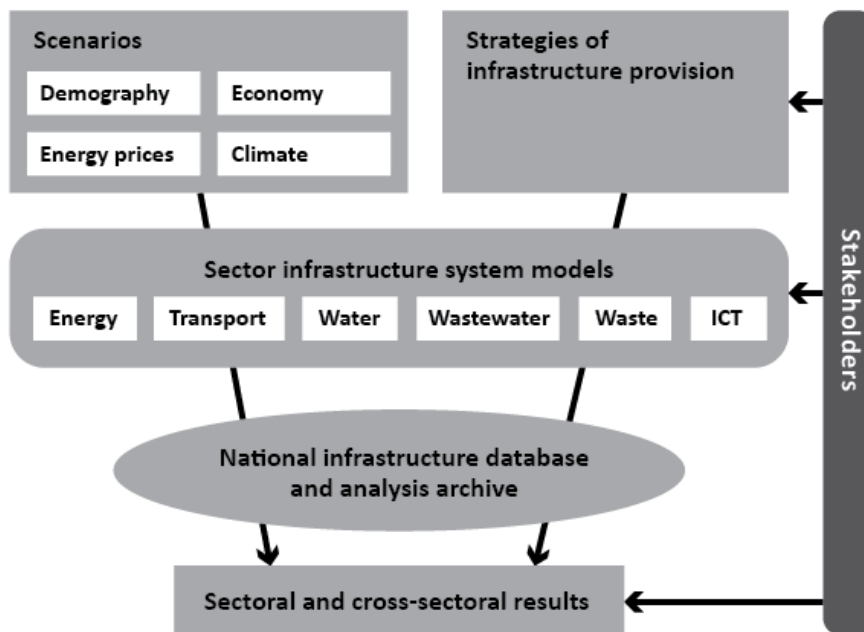 Scenarios
Demography
Economy
Energy prices
Climate
Strategies of
infrastructure provision
Sector infrastructure system models
Energy
Transport
Water
Wastewater
Waste
ICT
National infrastructure database
and analysis archive
Sectoral and cross-sectoral results
Stakeholders